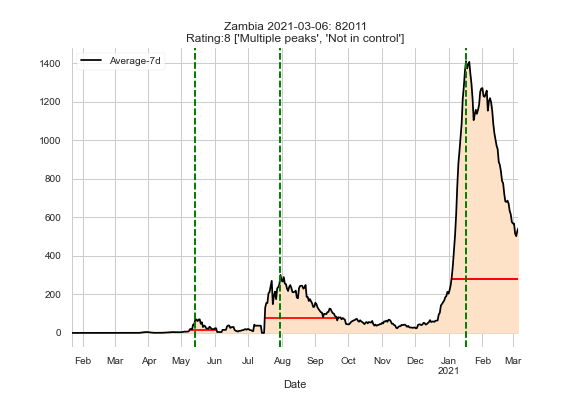 Zambia 2021-03-06: 82011
Rating:8 ['Multiple peaks', 'Not in control']
Average-7d
1400
1200
1000
800
600
400
200
0
Feb Mar Apr May Jun Jul Aug Sep Oct Nov Dec Jan Feb Mar
2021
Date